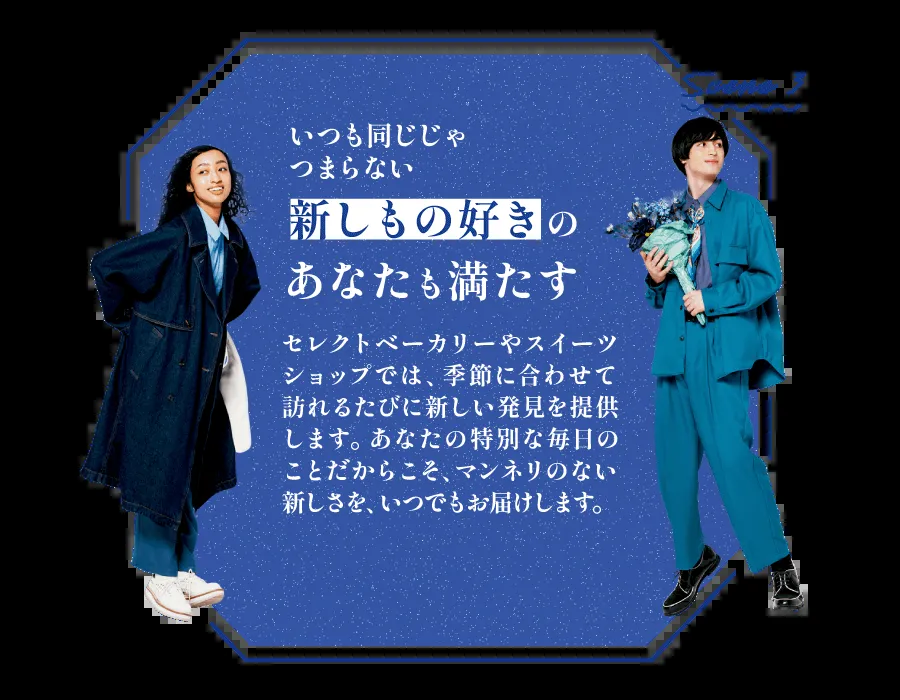 いつも同じじゃ
つまらない
新しもの好きの
あなたも満たす
セレクトベーカリーやスイーツ
ショップでは、季節に合わせて
訪れるたびに新しい発見を提供
します。あなたの特別な毎日の
ことだからこそ、マンネリのない
新しさを、いつでもお届けします。